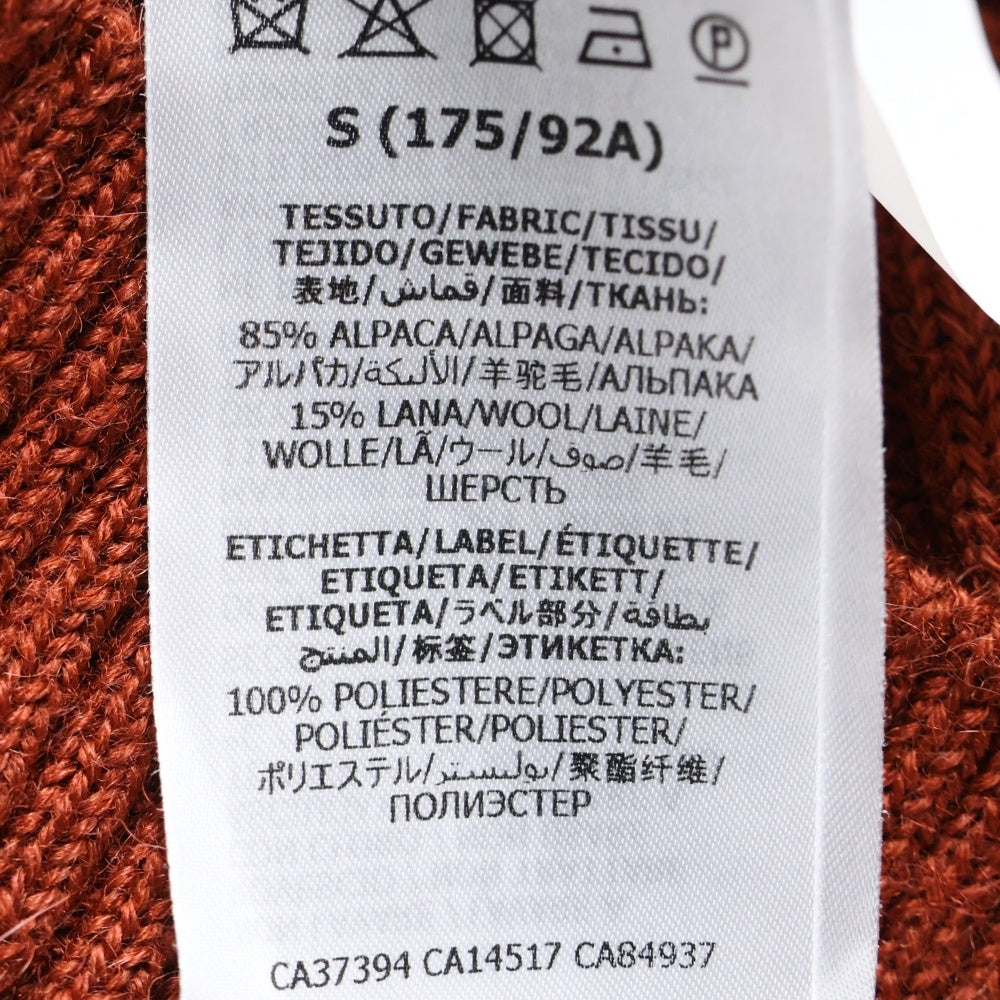 P
S (175/92A)
TESSUTO/FABRIC/TISSU/
TEJIDO/GEWEBE/TECIDO/
表地/قماش/面料/ТКАНЬ:
85% ALPACA/ALPAGA/ALPAKA/
アルパカ/الألبكة/羊驼毛/АЛЬПАКА
15% LANA/WOOL/LAINE/
WOLLE/LÃ/ウール/صوف/羊毛/
ШЕРСТЬ
ETICHETTA/LABEL/ÉTIQUETTE/
ETIQUETA/ETIKETT/
ETIQUETA/ラベル部分/بطاقة
المنتج/标签/ЭТИКЕТКА:
100% POLIESTERE/POLYESTER/
POLIÉSTER/POLIESTER/
ポリエステル/بوليستر/聚酯纤维/
ПОЛИЭСТЕР
CA37394 CA14517 CA84937